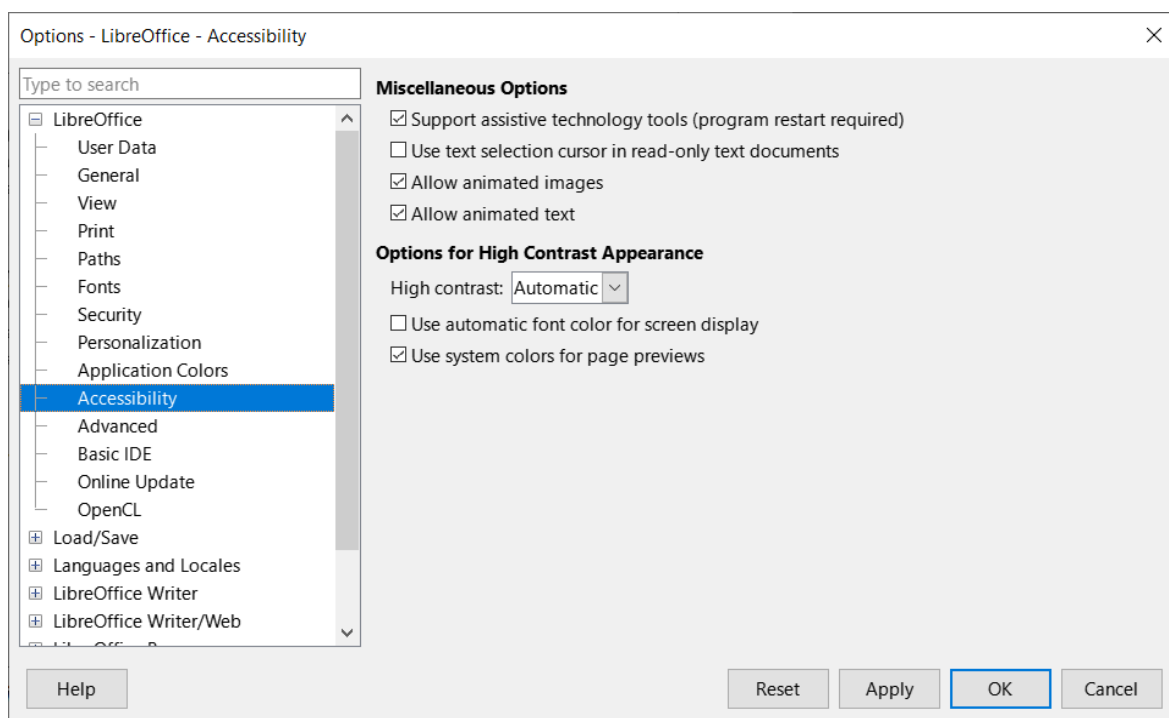 Options - LibreOffice - Accessibility
Type to search
LibreOffice
User Data
General
View
Print
Paths
Fonts
Security
Personalization
Application Colors
Accessibility
Advanced
Basic IDE
Online Update
OpenCL
Load/Save
Languages and Locales
LibreOffice Writer
LibreOffice Writer/Web
Miscellaneous Options
Support assistive technology tools (program restart required)
Use text selection cursor in read-only text documents
Allow animated images
Allow animated text
Options for High Contrast Appearance
High contrast: Automatic
Use automatic font color for screen display
Use system colors for page previews
Help
Reset
Apply
OK
Cancel